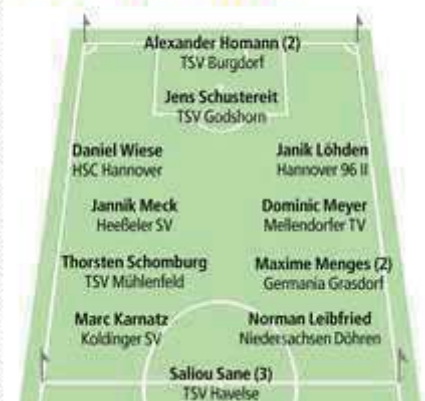 Alexander Homann (2)
TSV Burgdorf
Jens Schustereit
TSV Godshorn
Daniel Wiese
HSC Hannover
Janik Löhden
Hannover 96 II
Jannik Meck
Heeßeler SV
Dominic Meyer
Mellendorfer TV
Thorsten Schomburg
TSV Mühlenfeld
Maxime Menges (2)
Germania Grasdorf
Marc Karnatz
Koldinger SV
Norman Leibfried
Niedersachsen Döhren
Saliou Sane (3)
TSV Havelse